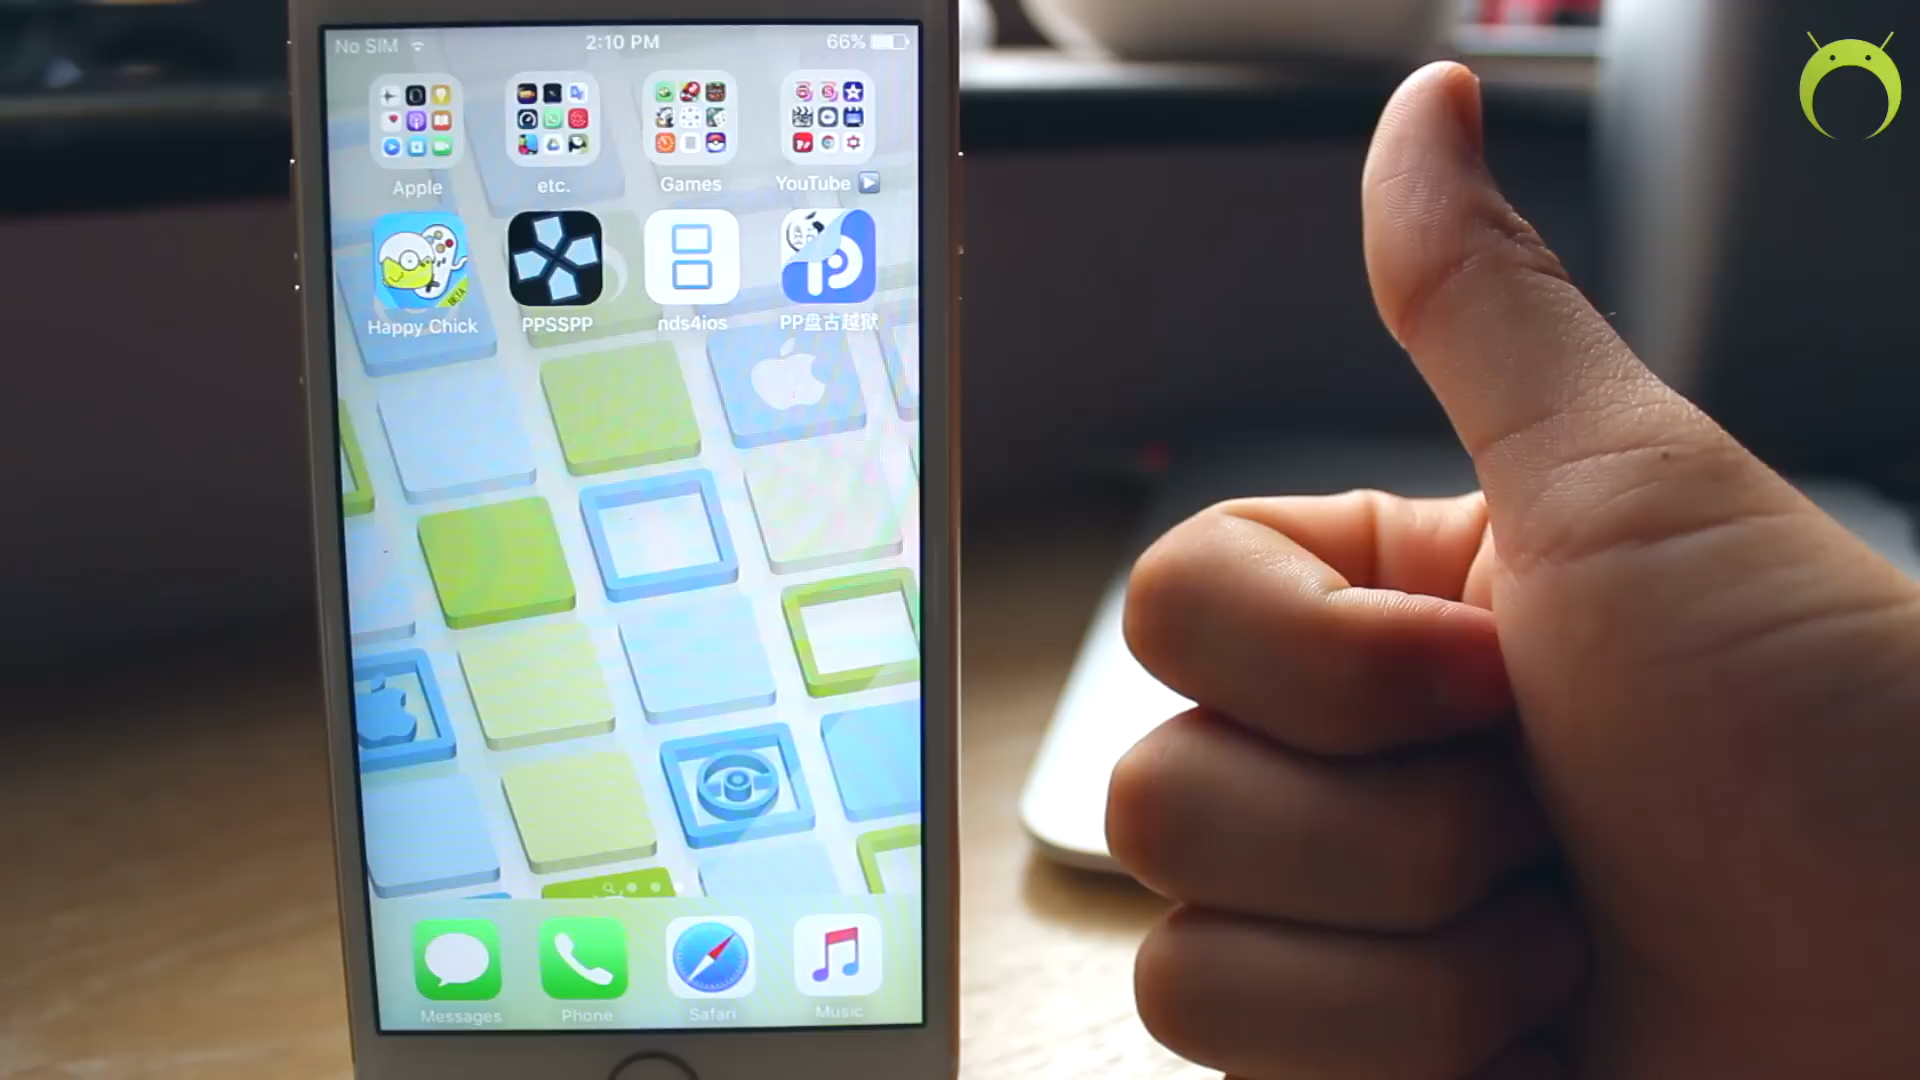 No SIM 2:10 PM 66%
Apple etc. Games YouTube
Happy Chick PPSSPP nds4ios PP盘古越狱
BETA
Messages Phone Safari Music